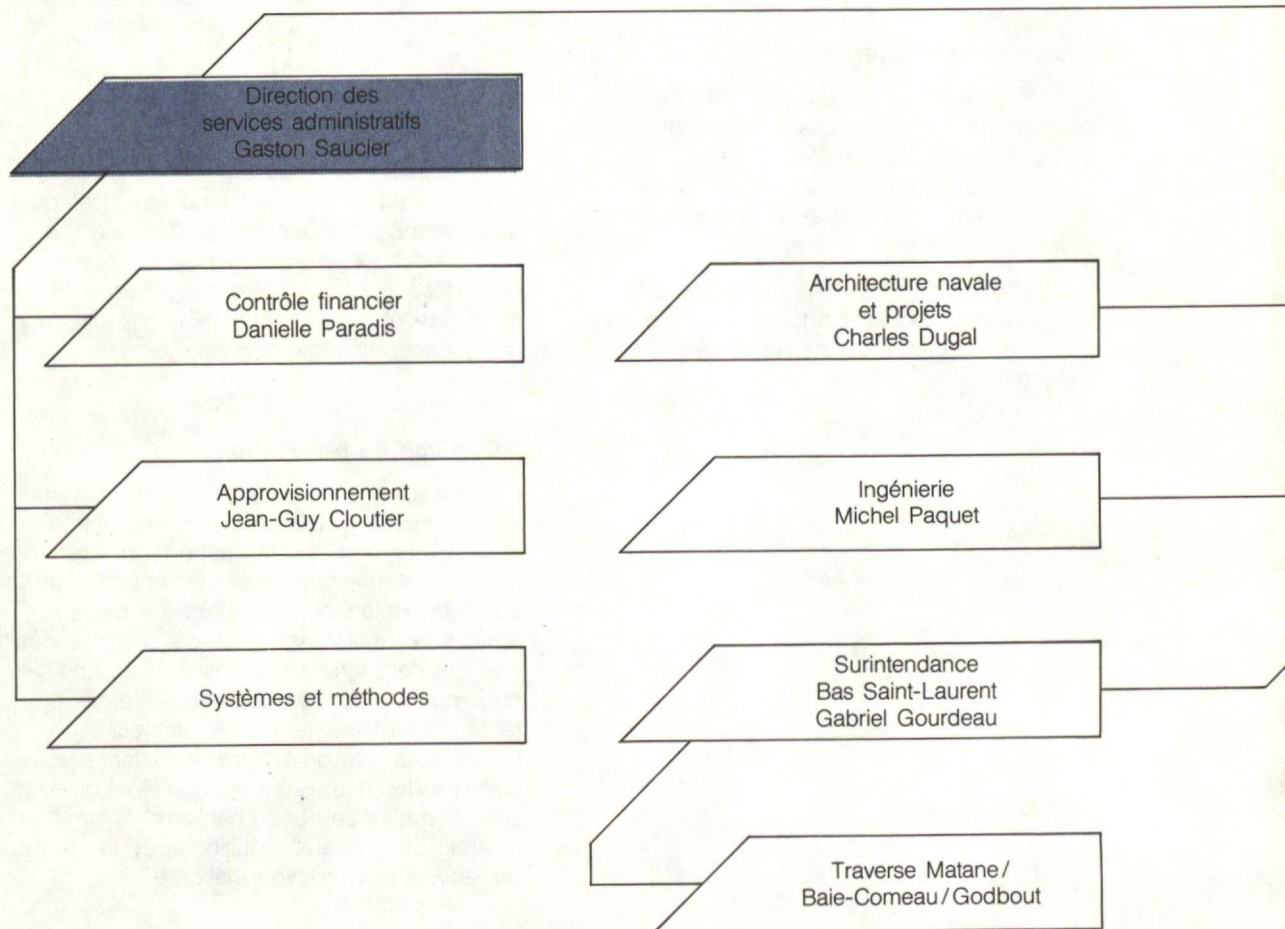 Direction des
services administratifs
Gaston Saucier
Contrôle financier
Danielle Paradis
Approvisionnement
Jean-Guy Cloutier
Systèmes et méthodes
Architecture navale
et projets
Charles Dugal
Ingénierie
Michel Paquet
Surintendance
Bas Saint-Laurent
Gabriel Gourdeau
Traverse Matane/
Baie-Comeau/Godbout